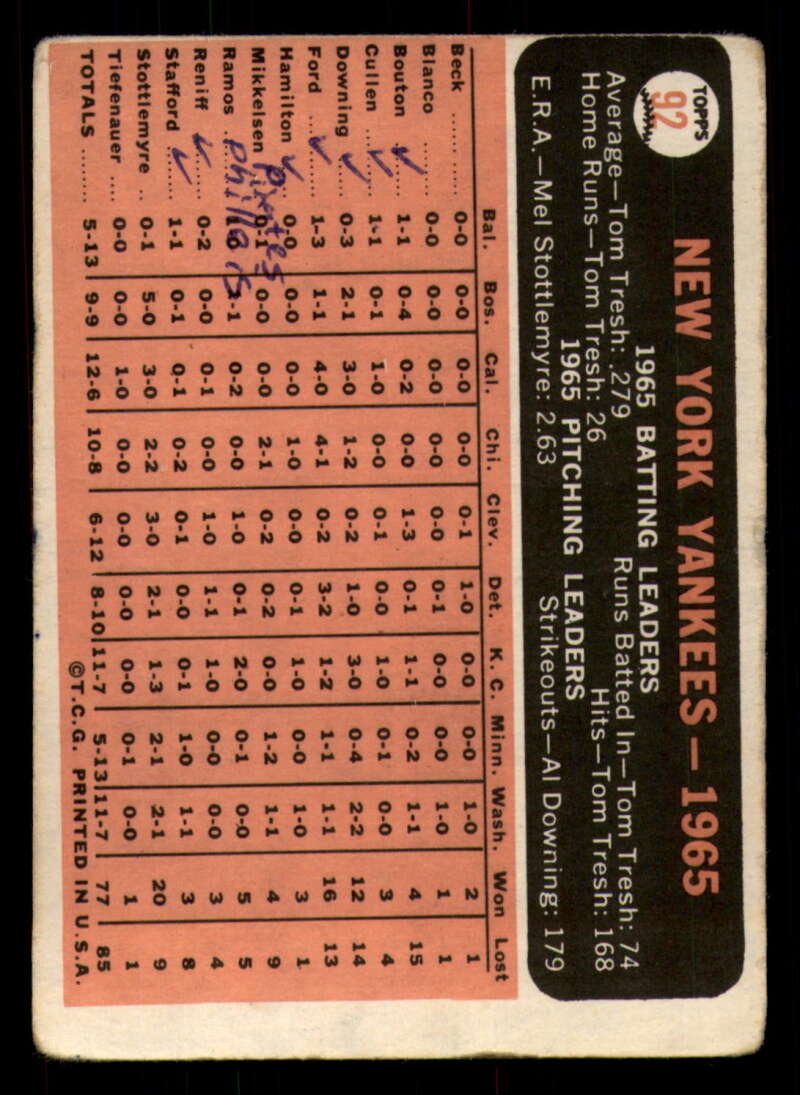 TOPPS
92
NEW YORK YANKEES—1965
1965 BATTING LEADERS
Average—Tom Tresh: .279 Runs Batted In—Tom Tresh: 74
Home Runs—Tom Tresh: 26 Hits—Tom Tresh: 168
1965 PITCHING LEADERS
E.R.A.—Mel Stottlemyre: 2.63 Strikeouts—Al Downing: 179
Bal. Bos. Cal. Chi. Clev. Det. K. C. Minn. Wash. Won Lost
Beck ...... 0-0 0-0 0-0 0-0 0-1 1-0 0-0 0-0 1-0 2 1
Blanco ...... 0-0 0-0 0-0 0-0 0-0 0-1 0-0 0-0 1-0 1 1
Bouton ...... 1-1 0-4 0-2 0-0 1-3 0-1 1-1 0-2 1-1 4 15
Cullen ...... 1-1 0-1 1-0 0-0 0-1 0-0 1-0 0-1 0-0 3 4
Downing .... 0-3 2-1 3-0 1-2 0-2 1-0 3-0 0-4 2-2 12 14
Ford ...... 1-3 1-1 4-0 4-1 0-2 3-2 1-2 1-1 1-1 16 13
Hamilton .... 0-0 0-0 0-0 1-0 0-0 0-1 1-0 0-0 1-0 3 1
Mikkelsen 0-1 0-0 0-0 2-1 0-2 0-2 0-0 1-2 1-1 4 9
Pirates
Ramos ... 1-0 1-1 0-2 0-0 1-0 0-1 2-0 0-1 0-0 5 5
Reniff ...... 0-2 0-0 0-1 0-0 1-0 1-1 1-0 0-0 0-0 3 4
Stafford .... 1-1 0-1 0-1 0-2 0-1 0-0 0-1 1-0 1-1 3 8
Stottlemyre .. 0-1 5-0 3-0 2-2 3-0 2-1 1-3 2-1 2-1 20 9
Tiefenauer .... 0-0 0-0 1-0 0-0 0-0 0-0 0-0 0-1 0-0 1 1
TOTALS ........ 5-13 9-9 12-6 10-8 6-12 8-10 11-7 5-13 11-7 77 85
©T.C.G. PRINTED IN U.S.A.